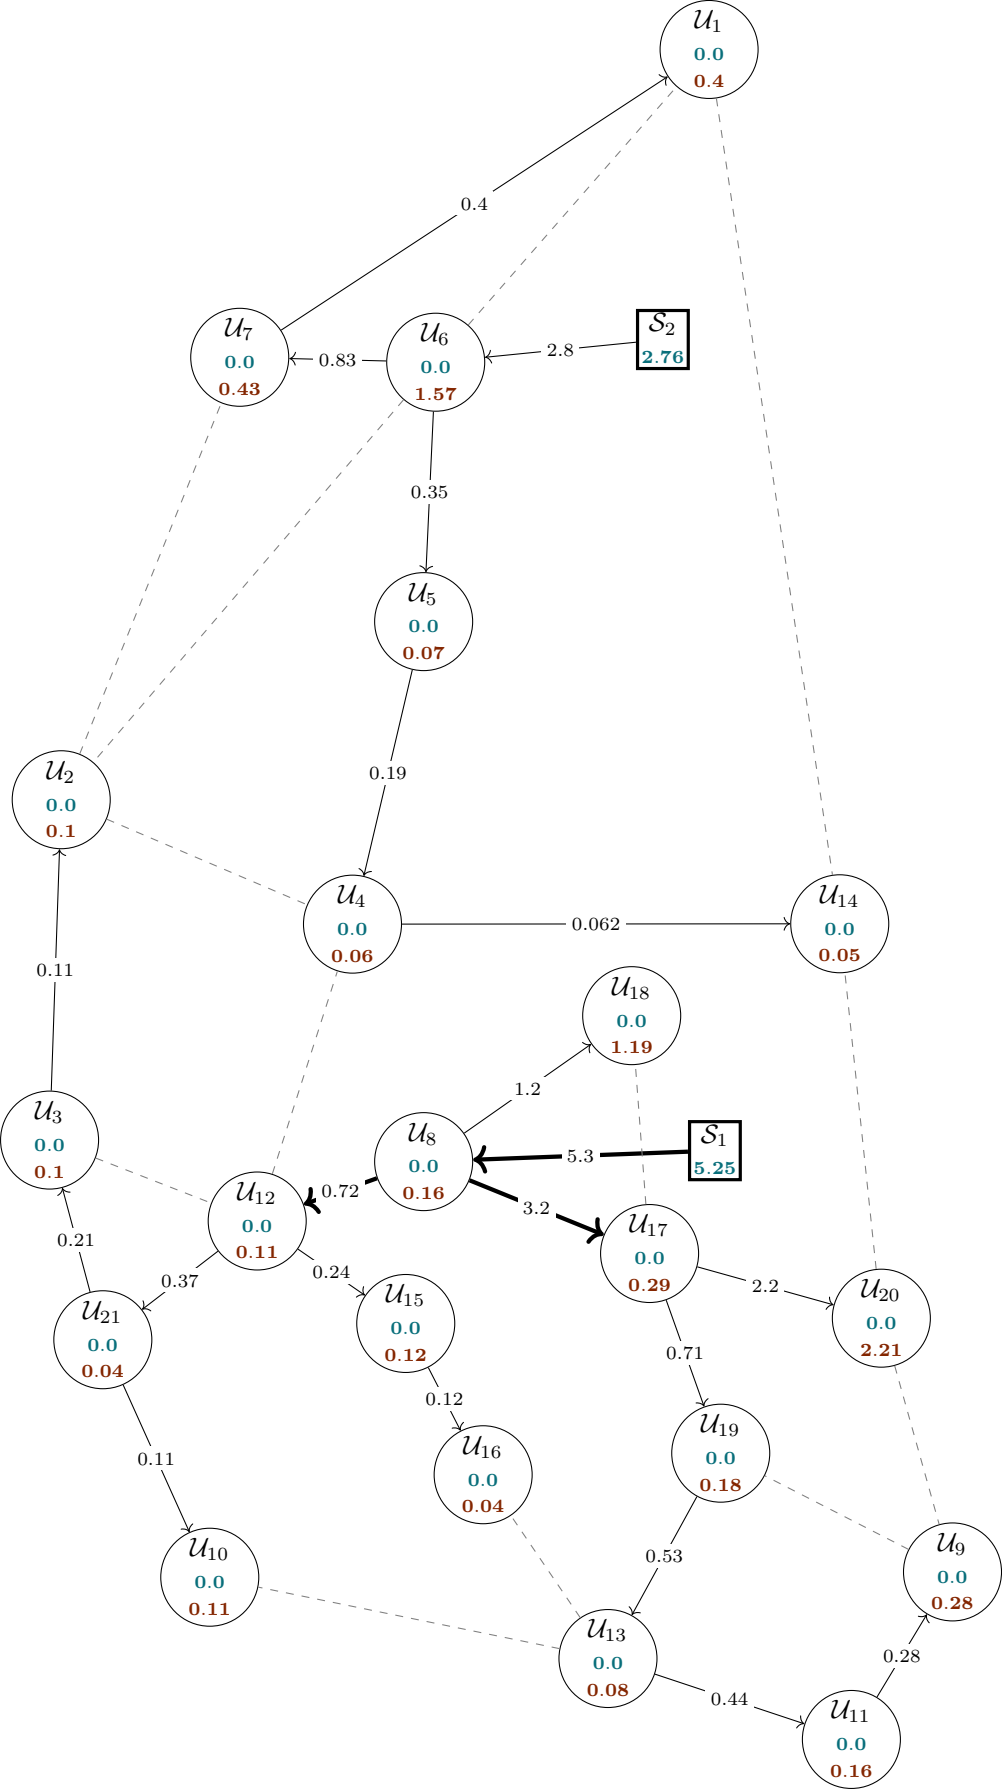 𝒰₁
0.0
0.4
0.4
𝒰₇
0.0
0.43
0.83
𝒰₆
0.0
1.57
2.8
𝒮₂
2.76
0.35
𝒰₅
0.0
0.07
0.19
𝒰₂
0.0
0.1
𝒰₄
0.0
0.06
0.062
𝒰₁₄
0.0
0.05
0.11
𝒰₁₈
0.0
1.19
1.2
𝒰₃
0.0
0.1
𝒰₈
0.0
0.16
5.3
𝒮₁
5.25
0.72
3.2
𝒰₁₂
0.0
0.11
𝒰₁₇
0.0
0.29
0.21
0.37
0.24
2.2
𝒰₂₁
0.0
0.04
𝒰₁₅
0.0
0.12
𝒰₂₀
0.0
2.21
0.71
0.12
𝒰₁₉
0.0
0.18
𝒰₁₆
0.0
0.04
0.11
𝒰₁₀
0.0
0.11
0.53
𝒰₉
0.0
0.28
𝒰₁₃
0.0
0.08
0.28
0.44
𝒰₁₁
0.0
0.16